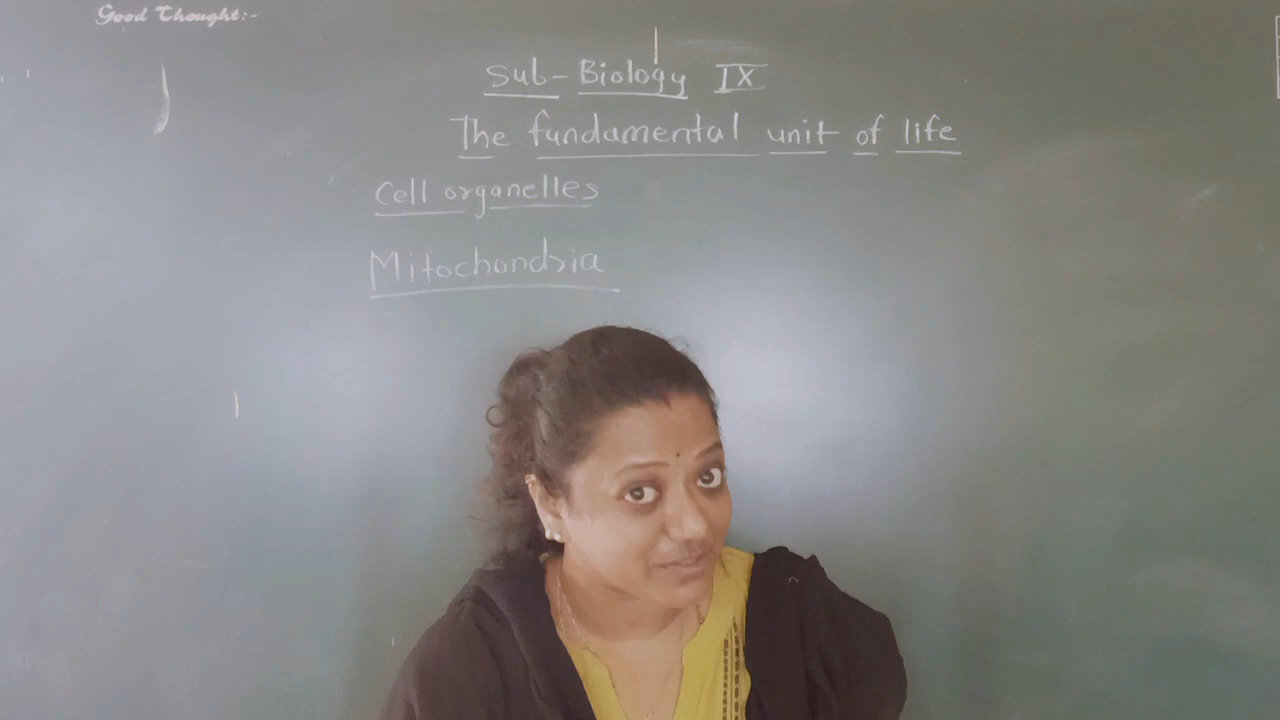 Good Thought:-
Sub- Biology IX
The fundamental unit of life
Cell organelles
Mitochondria